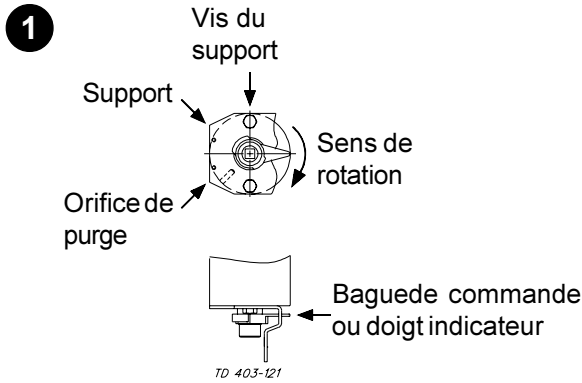 1
Vis du
support
Support
Sens de
rotation
Orifice de
purge
Baguede commande
ou doigt indicateur
TD 403-121